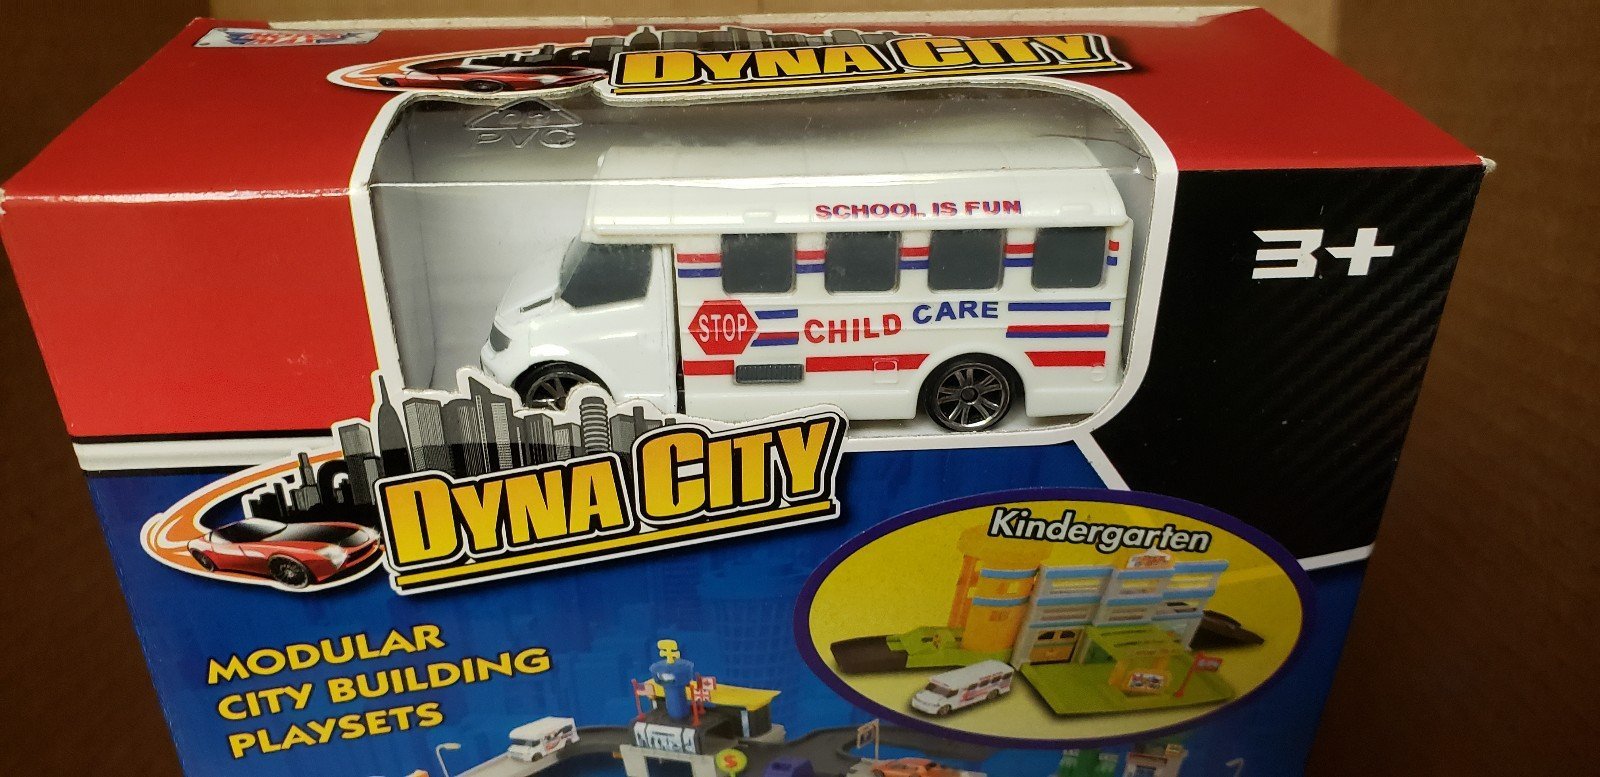 DYNA CITY
PVC
SCHOOL IS FUN
3+
STOP
CHILD CARE
DYNA CITY
Kindergarten
MODULAR
CITY BUILDING
PLAYSETS
$